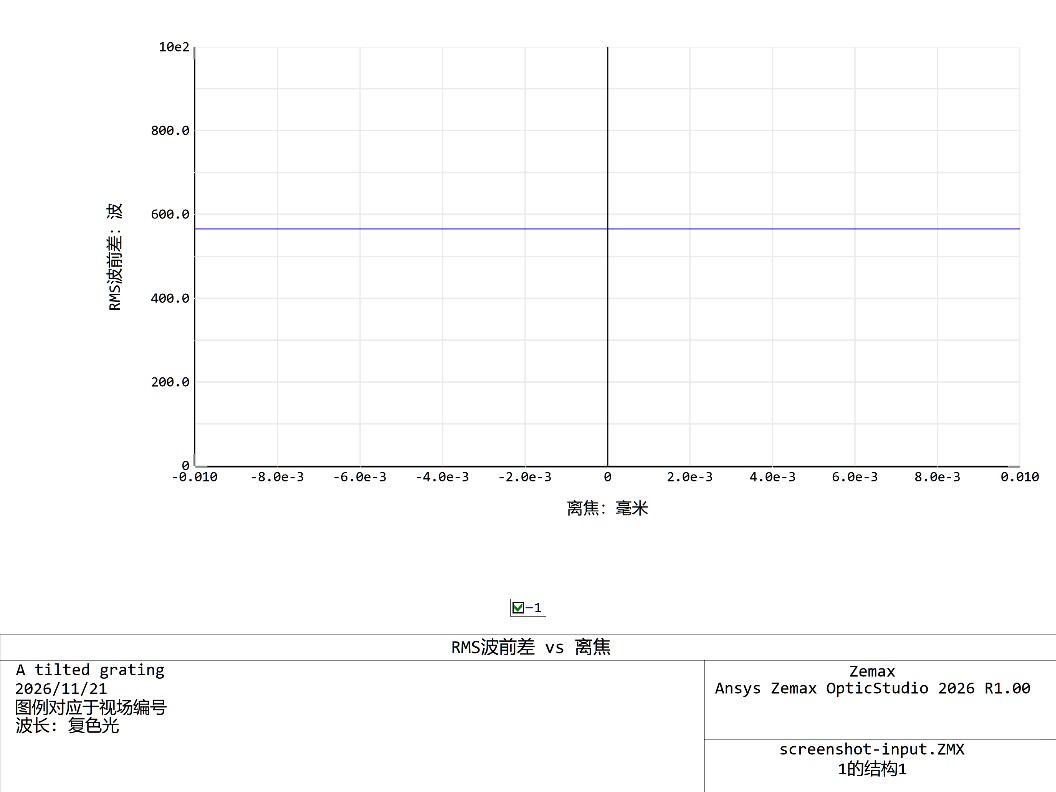 10e2
800.0
600.0
400.0
200.0
0
RMS波前差: 波
-0.010 -8.0e-3 -6.0e-3 -4.0e-3 -2.0e-3 0 2.0e-3 4.0e-3 6.0e-3 8.0e-3 0.010
离焦: 毫米
1
RMS波前差 vs 离焦
A tilted grating
2026/11/21
图例对应于视场编号
波长: 复色光
Zemax
Ansys Zemax OpticStudio 2026 R1.00
screenshot-input.ZMX
1的结构1